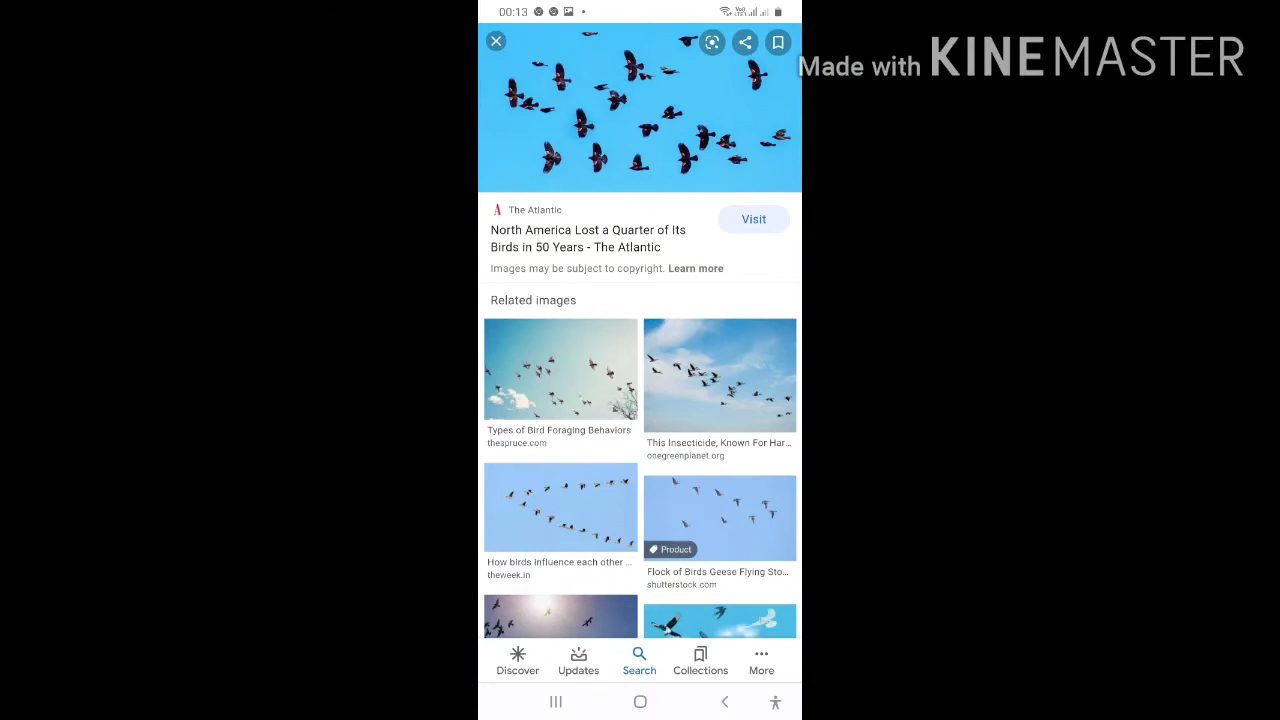 00:13
Made with KINEMASTER
The Atlantic
Visit
North America Lost a Quarter of Its
Birds in 50 Years - The Atlantic
Images may be subject to copyright. Learn more
Related images
Types of Bird Foraging Behaviors
thespruce.com
This Insecticide, Known For Har...
onegreenplanet.org
How birds influence each other ...
theweek.in
Product
Flock of Birds Geese Flying Sto...
shutterstock.com
Discover
Updates
Search
Collections
More